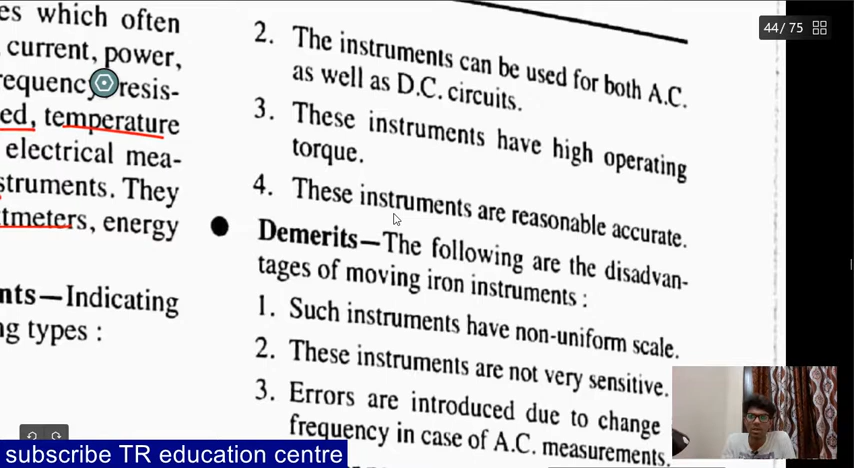 es which often
current, power,
requency resis-
ed, temperature
electrical mea-
struments. They
tmeters, energy
nts—Indicating
ng types :
2. The instruments can be used for both A.C.
as well as D.C. circuits.
3. These instruments have high operating
torque.
4. These instruments are reasonable accurate.
● Demerits—The following are the disadvan-
tages of moving iron instruments :
1. Such instruments have non-uniform scale.
2. These instruments are not very sensitive.
3. Errors are introduced due to change
frequency in case of A.C. measurements.
44/75
subscribe TR education centre